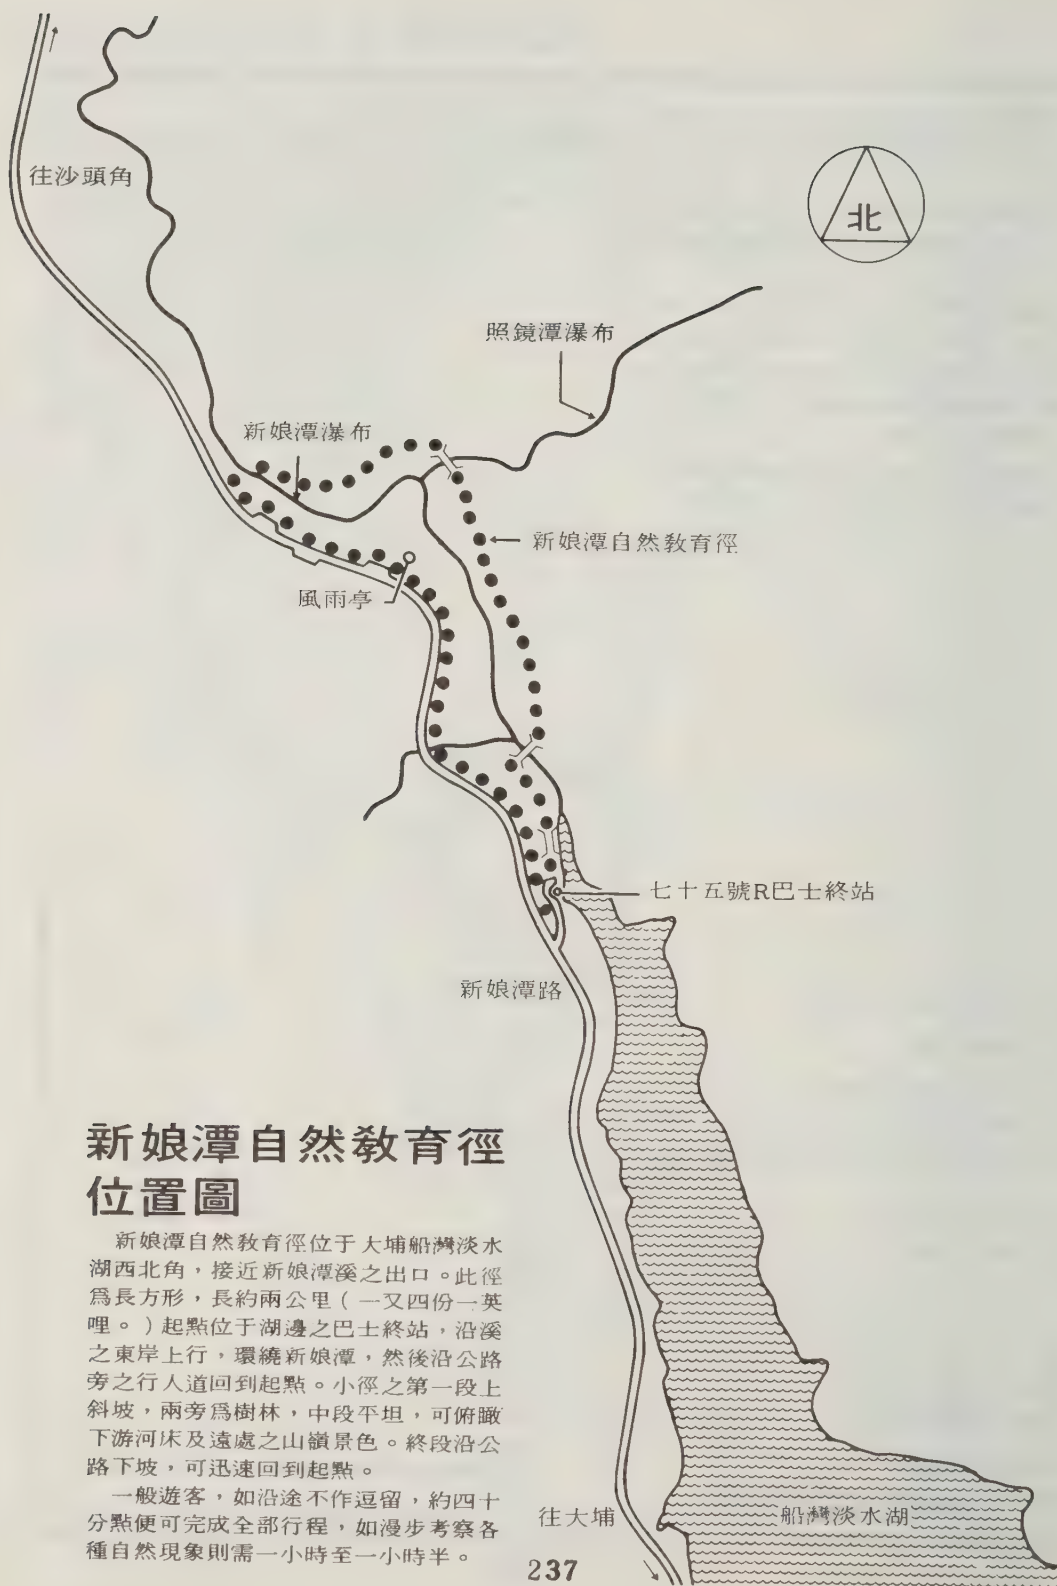 往沙頭角
北
照鏡潭瀑布
新娘潭瀑布
新娘潭自然敎育徑
風雨亭
七十五號R巴士終站
新娘潭路
新娘潭自然敎育徑
位置圖
新娘潭自然敎育徑位于大埔船灣淡水
湖西北角，接近新娘潭溪之出口。此徑
爲長方形，長約兩公里（一又四份一英
哩。）起點位于湖邊之巴士終站，沿溪
之東岸上行，環繞新娘潭，然後沿公路
旁之行人道回到起點。小徑之第一段上
斜坡，兩旁爲樹林，中段平坦，可俯瞰
下游河床及遠處之山嶺景色。終段沿公
路下坡，可迅速回到起點。
一般遊客，如沿途不作逗留，約四十
分點便可完成全部行程，如漫步考察各
種自然現象則需一小時至一小時半。
往大埔
船灣淡水湖
237